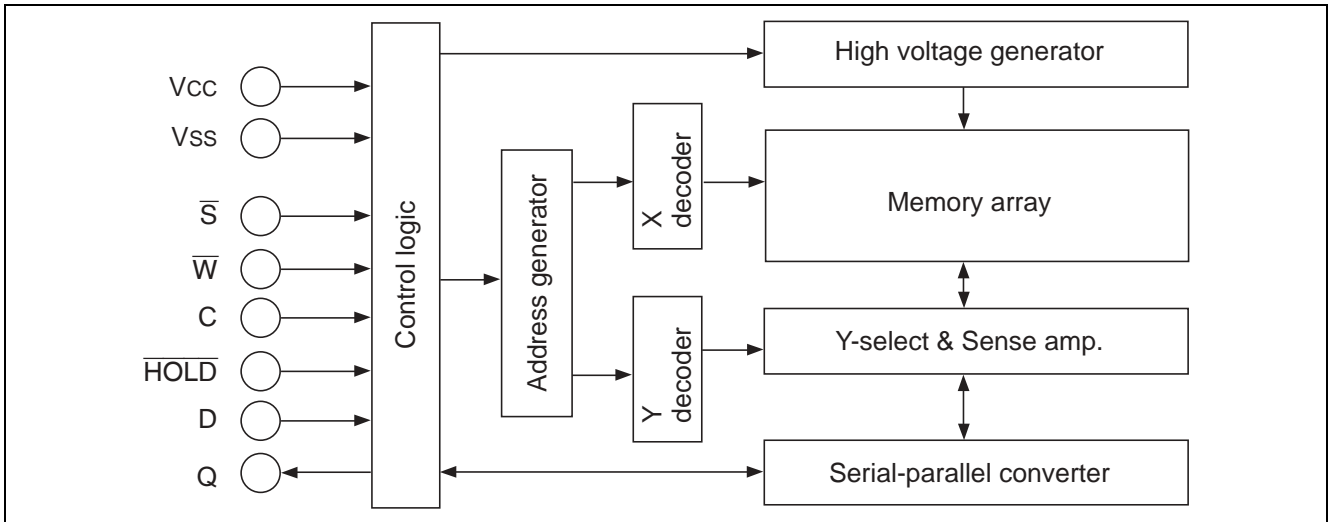 High voltage generator
VCC
VSS
S̅
W̅
C
H̅O̅L̅D̅
D
Q
Control logic
Address generator
X
decoder
Y
decoder
Memory array
Y-select & Sense amp.
Serial-parallel converter